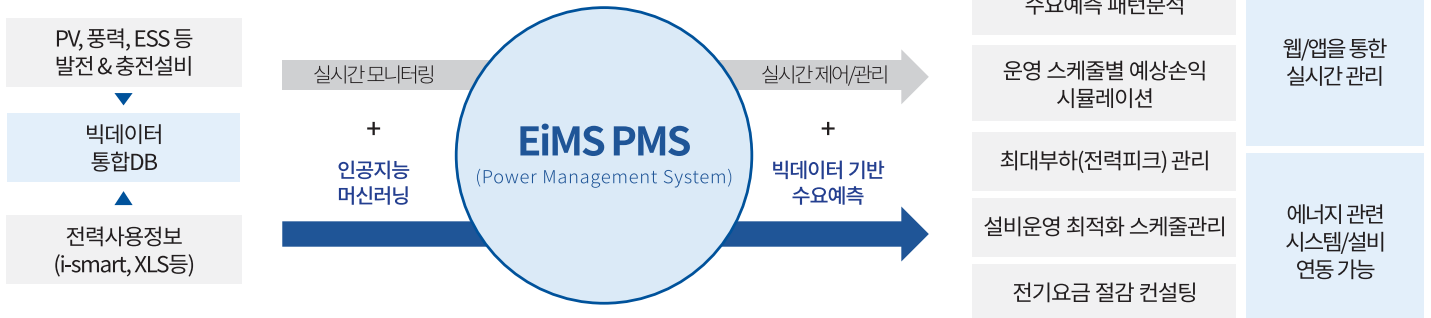 PV, 풍력, ESS 등
발전 & 충전설비
빅데이터
통합DB
전력사용정보
(i-smart, XLS등)
실시간 모니터링
+
인공지능
머신러닝
EiMS PMS
(Power Management System)
실시간 제어/관리
+
빅데이터 기반
수요예측
수요예측 패턴분석
운영 스케줄별 예상손익
시뮬레이션
최대부하(전력피크) 관리
설비운영 최적화 스케줄관리
전기요금 절감 컨설팅
웹/앱을 통한
실시간 관리
에너지 관련
시스템/설비
연동 가능